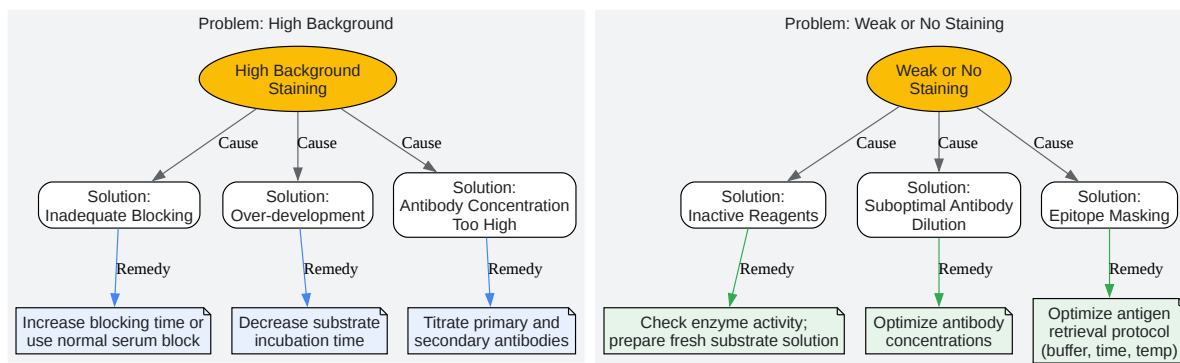 Problem: High Background
High Background
Staining
Cause
Cause
Cause
Solution:
Inadequate Blocking
Solution:
Over-development
Solution:
Antibody Concentration
Too High
Remedy
Remedy
Remedy
Increase blocking time or
use normal serum block
Decrease substrate
incubation time
Titrate primary and
secondary antibodies
Problem: Weak or No Staining
Weak or No
Staining
Cause
Cause
Cause
Solution:
Inactive Reagents
Solution:
Suboptimal Antibody
Dilution
Solution:
Epitope Masking
Remedy
Remedy
Remedy
Check enzyme activity;
prepare fresh substrate solution
Optimize antibody
concentrations
Optimize antigen
retrieval protocol
(buffer, time, temp)